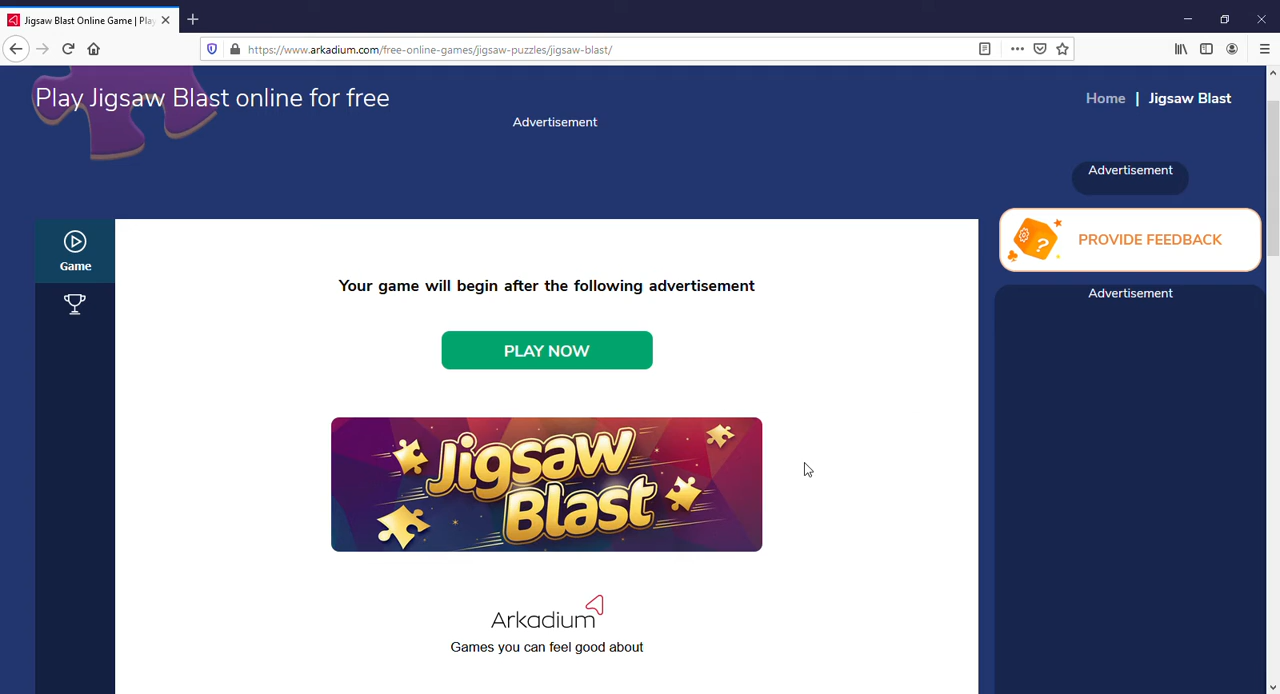 Jigsaw Blast Online Game | Play
https://www.arkadium.com/free-online-games/jigsaw-puzzles/jigsaw-blast/
Play Jigsaw Blast online for free
Home | Jigsaw Blast
Advertisement
Advertisement
PROVIDE FEEDBACK
Game
Your game will begin after the following advertisement
Advertisement
PLAY NOW
Jigsaw
Blast
Arkadium
Games you can feel good about